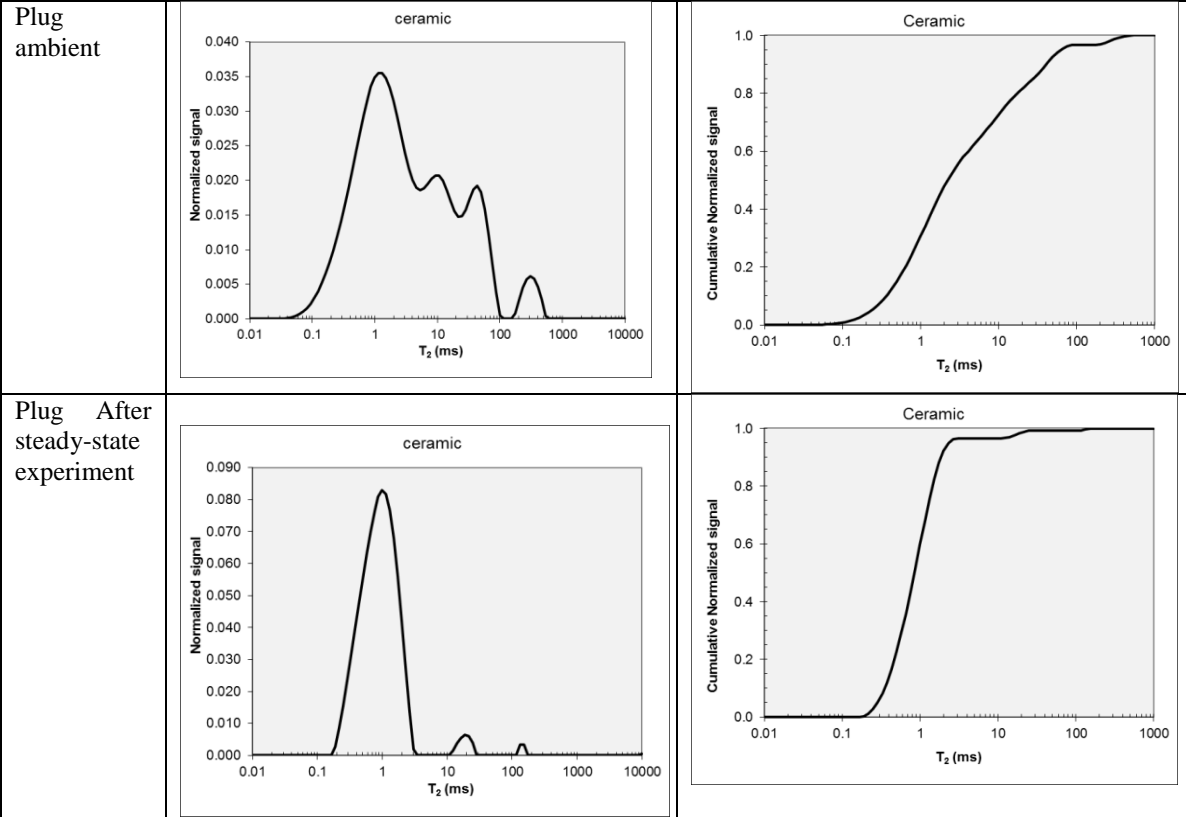 Plug
ambient
ceramic
Normalized signal
0.040
0.035
0.030
0.025
0.020
0.015
0.010
0.005
0.000
0.01 0.1 1 10 100 1000 10000
T₂ (ms)
Ceramic
Cumulative Normalized signal
1.0
0.8
0.6
0.4
0.2
0.0
0.01 0.1 1 10 100 1000
T₂ (ms)
Plug After
steady-state
experiment
ceramic
Normalized signal
0.090
0.080
0.070
0.060
0.050
0.040
0.030
0.020
0.010
0.000
0.01 0.1 1 10 100 1000 10000
T₂ (ms)
Ceramic
Cumulative Normalized signal
1.0
0.8
0.6
0.4
0.2
0.0
0.01 0.1 1 10 100 1000
T₂ (ms)